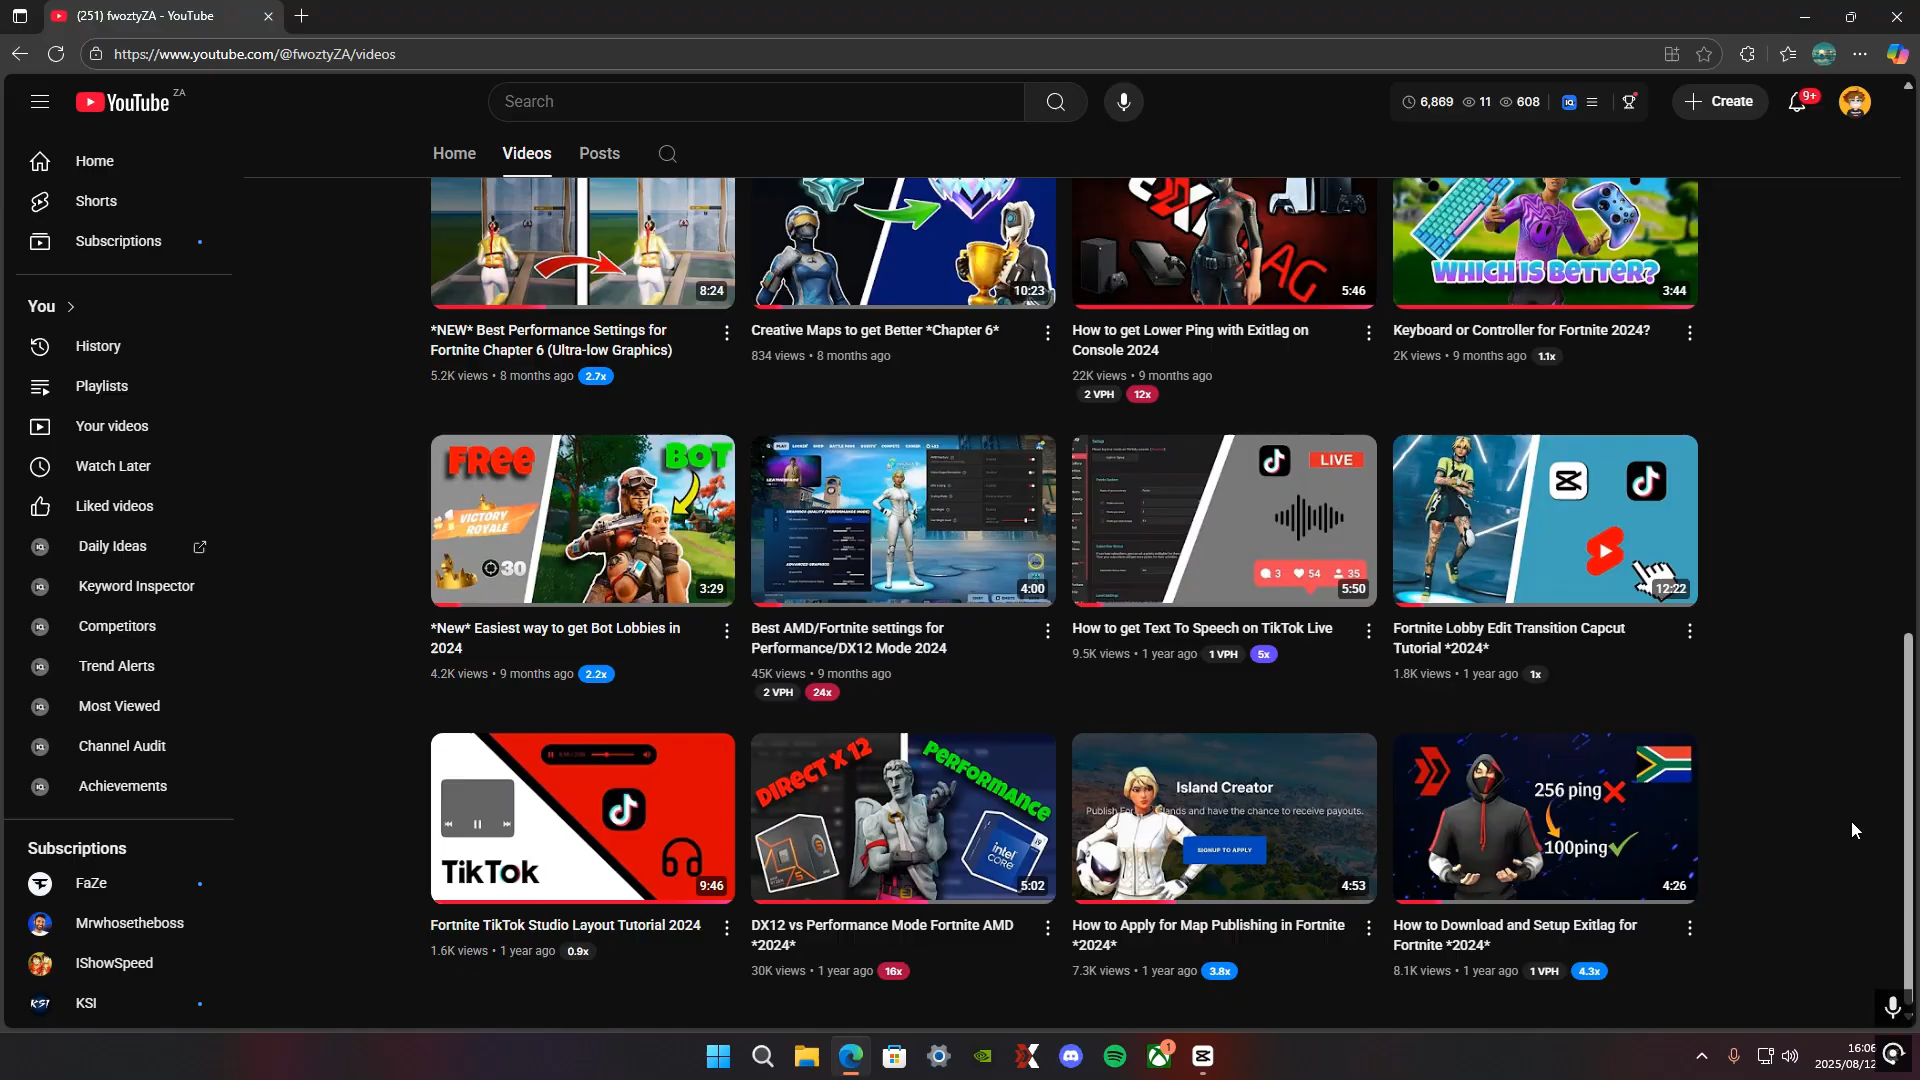 (251) fwoztyZA - YouTube
https://www.youtube.com/@fwoztyZA/videos
YouTube ZA
Search
6,869 11 608
Create
9+
Home
Videos
Posts
Home
Shorts
Subscriptions
You
History
Playlists
Your videos
Watch Later
Liked videos
Daily Ideas
Keyword Inspector
Competitors
Trend Alerts
Most Viewed
Channel Audit
Achievements
Subscriptions
FaZe
Mrwhosetheboss
IShowSpeed
KSI
8:24
10:23
AG
5:46
WHICH IS BETTER?
3:44
*NEW* Best Performance Settings for
Fortnite Chapter 6 (Ultra-low Graphics)
5.2K views • 8 months ago 2.7x
Creative Maps to get Better *Chapter 6*
834 views • 8 months ago
How to get Lower Ping with Exitlag on
Console 2024
22K views • 9 months ago
2 VPH 12x
Keyboard or Controller for Fortnite 2024?
2K views • 9 months ago 1.1x
FREE
BOT
VICTORY
ROYALE
30
3:29
4:00
LIVE
3 54 35
5:50
12:22
*New* Easiest way to get Bot Lobbies in
2024
4.2K views • 9 months ago 2.2x
Best AMD/Fortnite settings for
Performance/DX12 Mode 2024
45K views • 9 months ago
2 VPH 24x
How to get Text To Speech on TikTok Live
9.5K views • 1 year ago 1 VPH 5x
Fortnite Lobby Edit Transition Capcut
Tutorial *2024*
1.8K views • 1 year ago 1x
TikTok
9:46
DIRECT X 12
PERFORMANCE
intel
CORE
i9
5:02
Island Creator
SIGNUP TO APPLY
4:53
256 ping
100ping
4:26
Fortnite TikTok Studio Layout Tutorial 2024
1.6K views • 1 year ago 0.9x
DX12 vs Performance Mode Fortnite AMD
*2024*
30K views • 1 year ago 16x
How to Apply for Map Publishing in Fortnite
*2024*
7.3K views • 1 year ago 3.8x
How to Download and Setup Exitlag for
Fortnite *2024*
8.1K views • 1 year ago 1 VPH 4.3x
1
16:06
2025/08/12